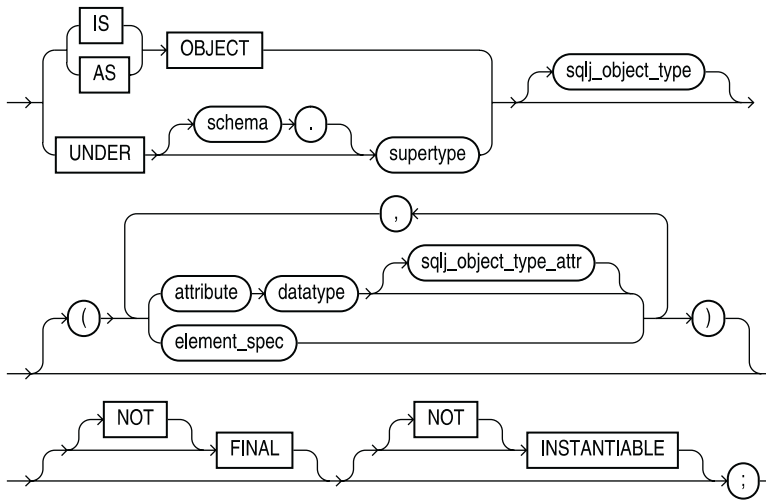 IS
AS
OBJECT
sqlj_object_type
schema
.
UNDER
supertype
,
sqlj_object_type_attr
(
attribute
datatype
)
element_spec
NOT
NOT
FINAL
INSTANTIABLE
;